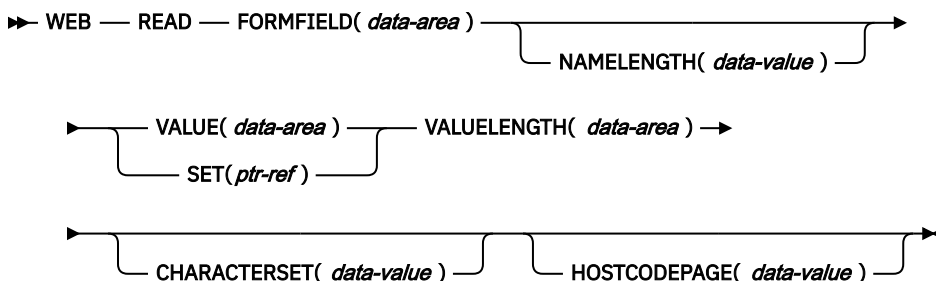 WEB READ FORMFIELD( data-area )
NAMELENGTH( data-value )
VALUE( data-area ) VALUELENGTH( data-area )
SET( ptr-ref )
CHARACTERSET( data-value ) HOSTCODEPAGE( data-value )